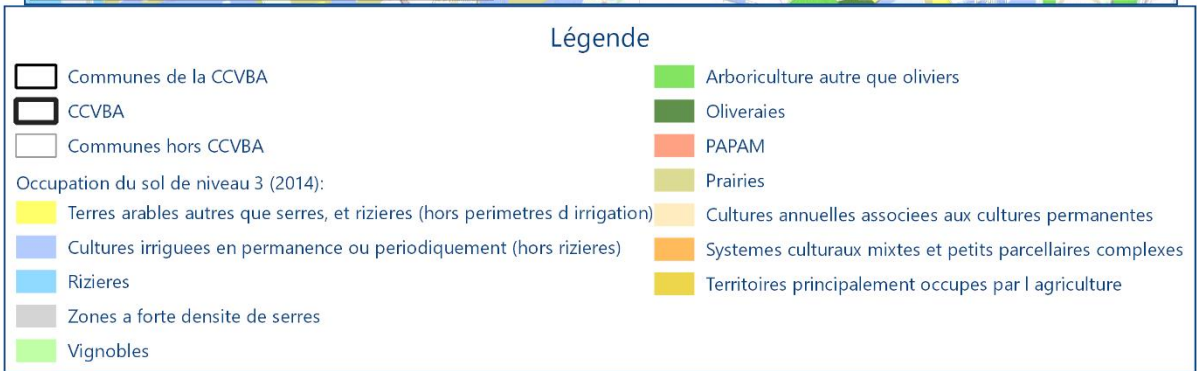 Légende
Communes de la CCVBA
CCVBA
Communes hors CCVBA
Occupation du sol de niveau 3 (2014):
Terres arables autres que serres, et rizieres (hors perimetres d irrigation)
Cultures irriguees en permanence ou periodiquement (hors rizieres)
Rizieres
Zones a forte densite de serres
Vignobles
Arboriculture autre que oliviers
Oliveraies
PAPAM
Prairies
Cultures annuelles associees aux cultures permanentes
Systemes culturaux mixtes et petits parcellaires complexes
Territoires principalement occupes par l agriculture